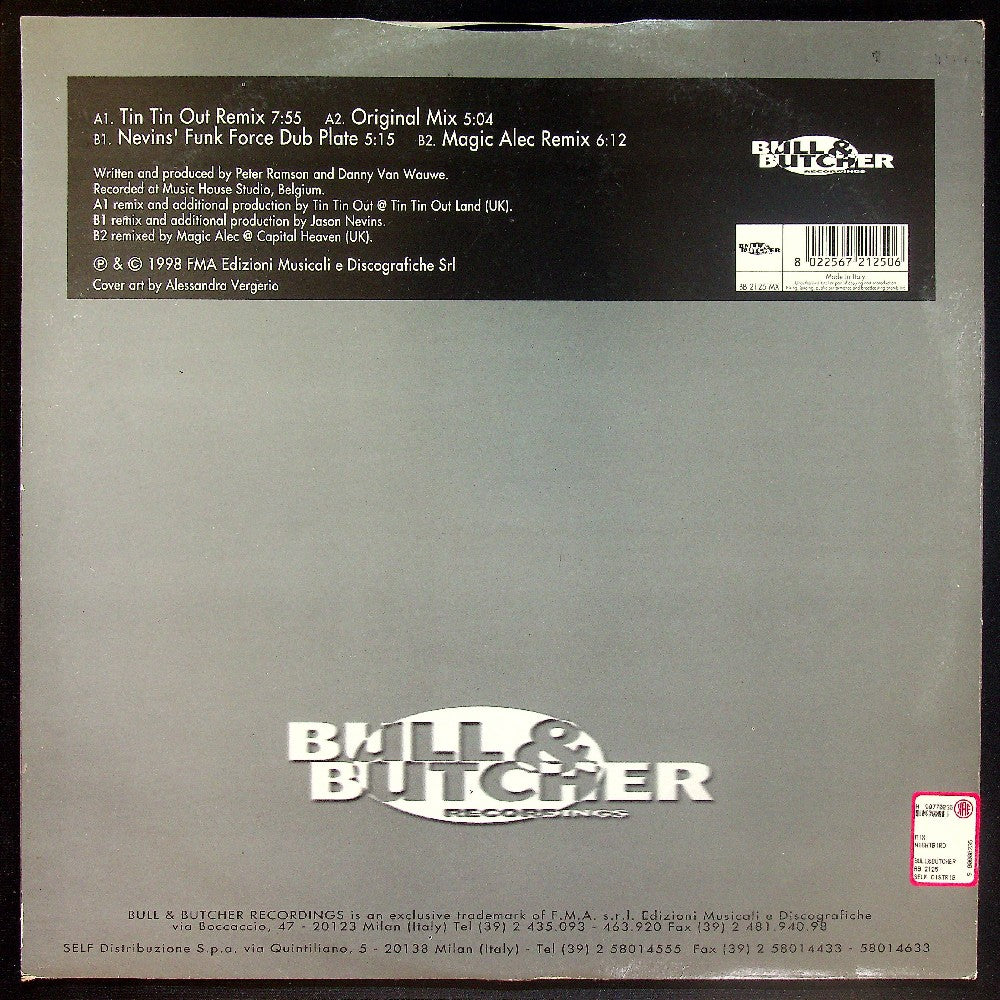 A1. Tin Tin Out Remix 7:55 A2. Original Mix 5:04
B1. Nevins' Funk Force Dub Plate 5:15 B2. Magic Alec Remix 6:12
Written and produced by Peter Ramson and Danny Van Wauwe.
Recorded at Music House Studio, Belgium.
A1 remix and additional production by Tin Tin Out @ Tin Tin Out Land (UK).
B1 remix and additional production by Jason Nevins.
B2 remixed by Magic Alec @ Capital Heaven (UK).
℗ & © 1998 FMA Edizioni Musicali e Discografiche Srl
Cover art by Alessandra Vergerio
BULL &
BUTCHER
RECORDINGS
BULL &
BUTCHER
BB 2125 MX
8 022567 212506
Made in Italy
BULL &
BUTCHER
RECORDINGS
MIX
NIGHTBIRD
BULL&BUTCHER
BB 2125
SELF DISTRIB
BULL & BUTCHER RECORDINGS is an exclusive trademark of F.M.A. s.r.l. Edizioni Musicali e Discografiche
via Boccaccio, 47 - 20123 Milan (Italy) Tel (39) 2 435.093 - 463.920 Fax (39) 2 481.940.98
SELF Distribuzione S.p.a. via Quintiliano, 5 - 20138 Milan (Italy) - Tel (39) 2 58014555 Fax (39) 2 58014433 - 58014633